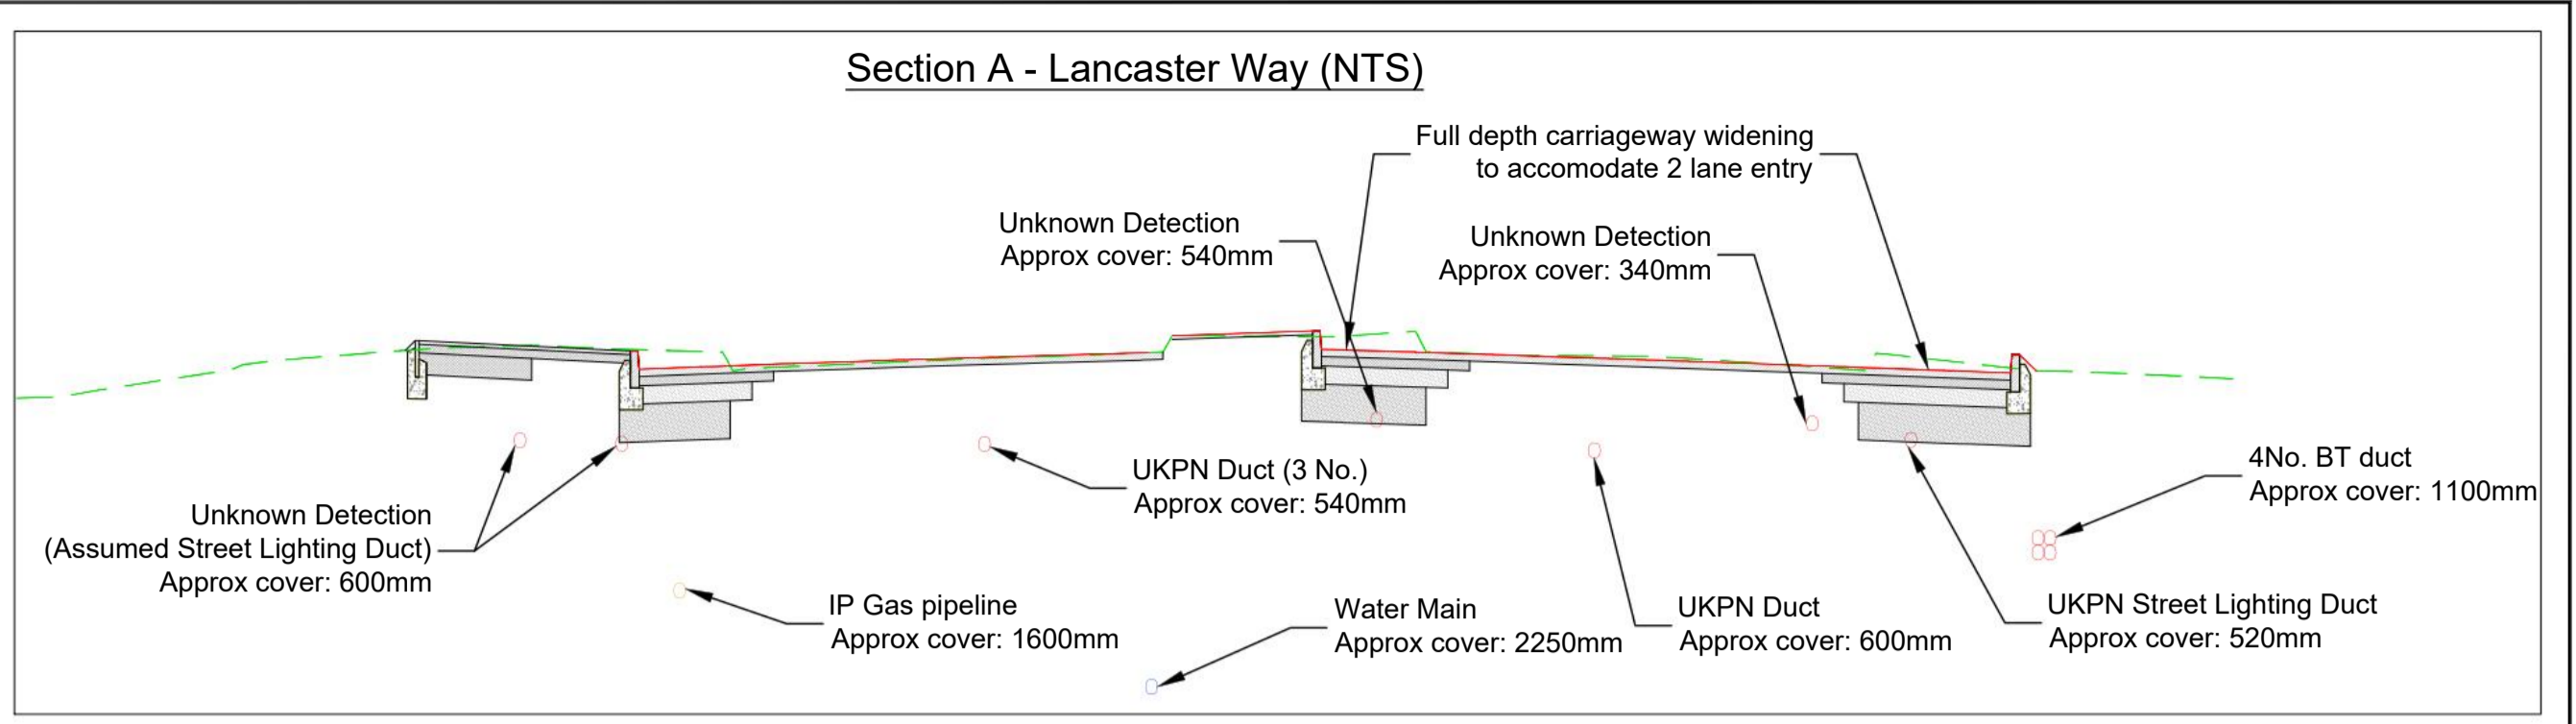 Section A - Lancaster Way (NTS)
Full depth carriageway widening
to accomodate 2 lane entry
Unknown Detection
Approx cover: 540mm
Unknown Detection
Approx cover: 340mm
Unknown Detection
(Assumed Street Lighting Duct)
Approx cover: 600mm
UKPN Duct (3 No.)
Approx cover: 540mm
4No. BT duct
Approx cover: 1100mm
IP Gas pipeline
Approx cover: 1600mm
Water Main
Approx cover: 2250mm
UKPN Duct
Approx cover: 600mm
UKPN Street Lighting Duct
Approx cover: 520mm